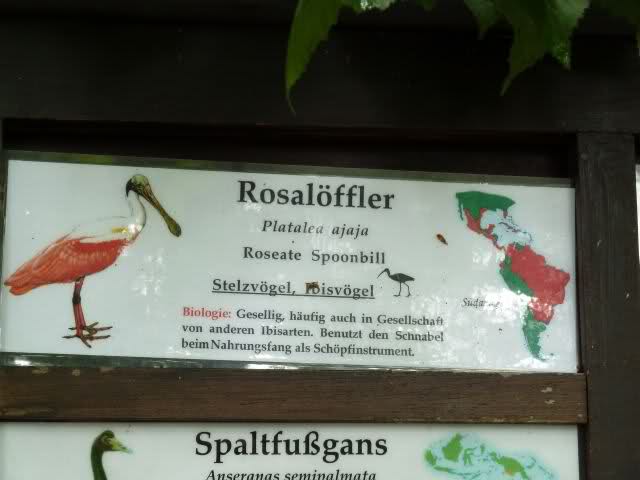 Rosalöffler
Platalea ajaja
Roseate Spoonbill
Stelzvögel, Ibisvögel
Biologie: Gesellig, häufig auch in Gesellschaft
von anderen Ibisarten. Benutzt den Schnabel
beim Nahrungsfang als Schöpfinstrument.
Spaltfußgans
Anseranas semipalmata